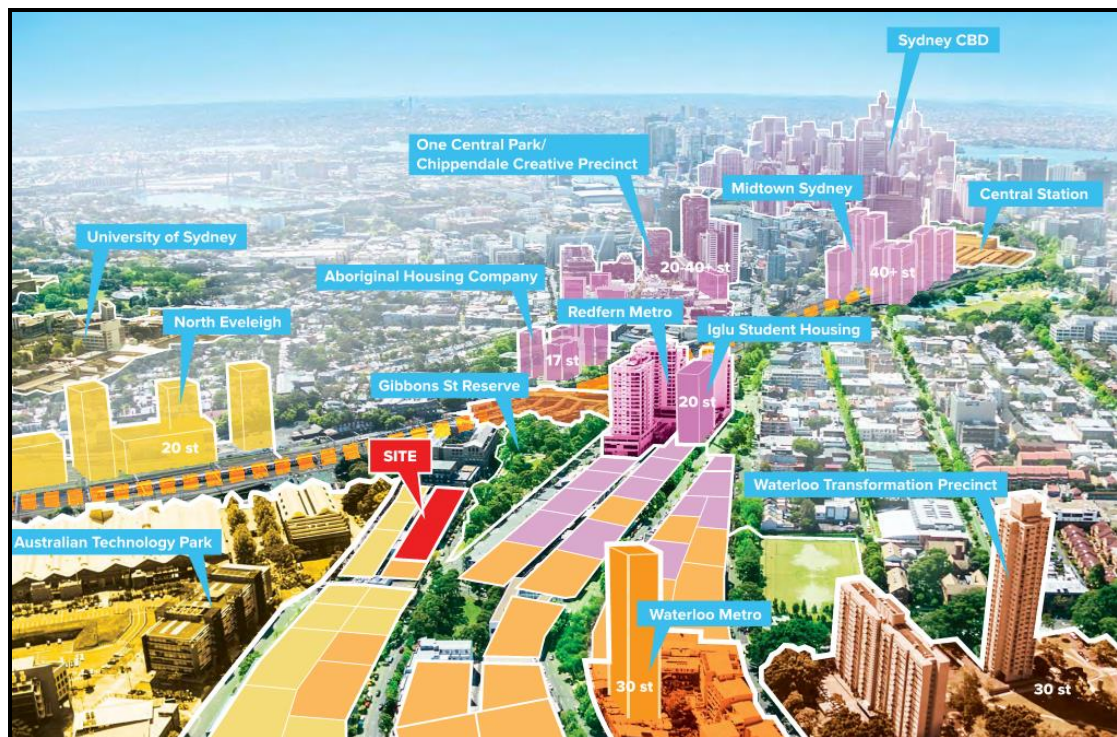 Sydney CBD
One Central Park/
Chippendale Creative Precinct
Midtown Sydney
Central Station
University of Sydney
Aboriginal Housing Company
20-40+ st
40+ st
North Eveleigh
Redfern Metro
Iglu Student Housing
17 st
Gibbons St Reserve
20 st
20 st
SITE
Waterloo Transformation Precinct
Australian Technology Park
Waterloo Metro
30 st
30 st